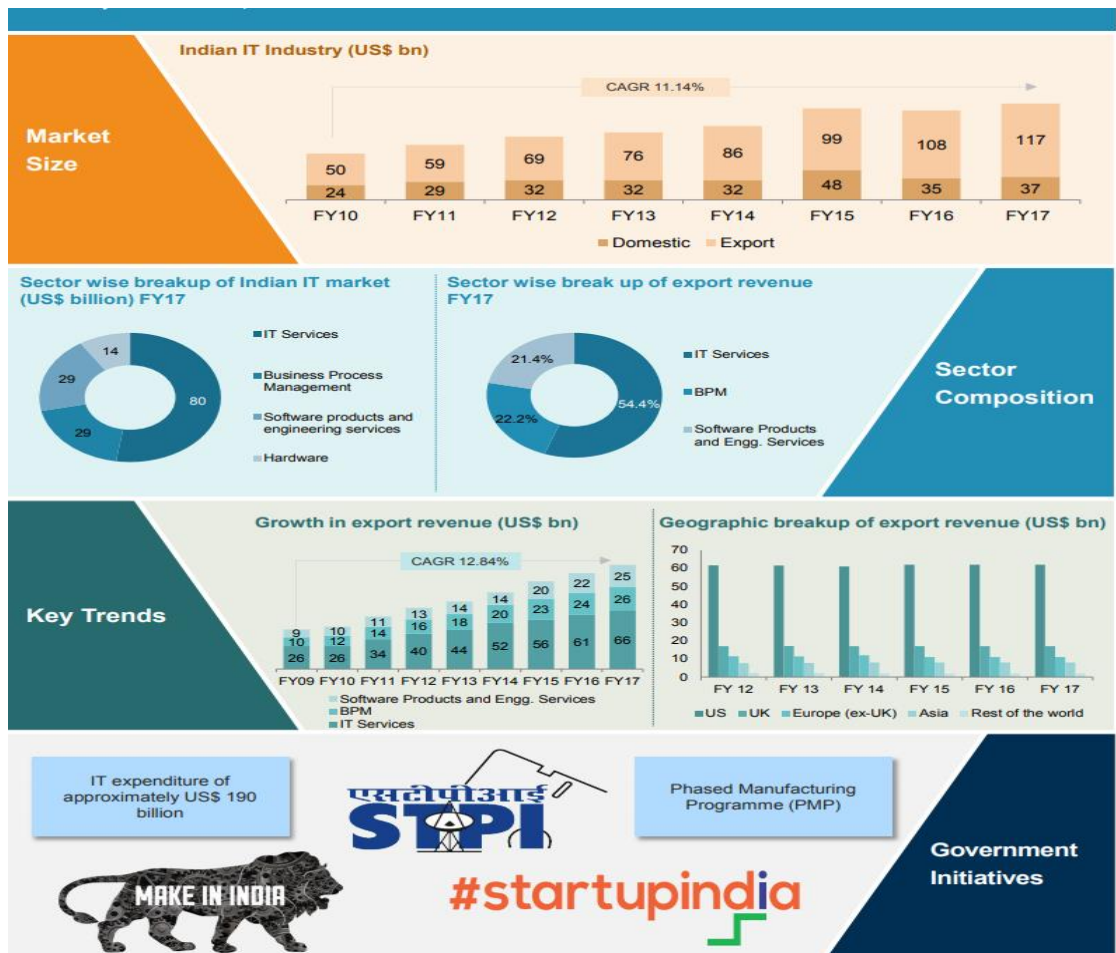 Indian IT Industry (US$ bn)
CAGR 11.14%
Market
Size
50
59
69
76
86
99
108
117
24
29
32
32
32
48
35
37
FY10
FY11
FY12
FY13
FY14
FY15
FY16
FY17
Domestic
Export
Sector wise breakup of Indian IT market
(US$ billion) FY17
14
29
80
29
IT Services
Business Process
Management
Software products and
engineering services
Hardware
Sector wise break up of export revenue
FY17
21.4%
54.4%
22.2%
IT Services
BPM
Software Products
and Engg. Services
Sector
Composition
Key Trends
Growth in export revenue (US$ bn)
CAGR 12.84%
9 10 11 13 14 14 20 22 25
10 12 14 16 18 20 23 24 26
26 26 34 40 44 52 56 61 66
FY09 FY10 FY11 FY12 FY13 FY14 FY15 FY16 FY17
Software Products and Engg. Services
BPM
IT Services
Geographic breakup of export revenue (US$ bn)
70
60
50
40
30
20
10
0
FY 12
FY 13
FY 14
FY 15
FY 16
FY 17
US
UK
Europe (ex-UK)
Asia
Rest of the world
IT expenditure of
approximately US$ 190
billion
एसटीपीआई
STPI
Phased Manufacturing
Programme (PMP)
Government
Initiatives
MAKE IN INDIA
#startupindia